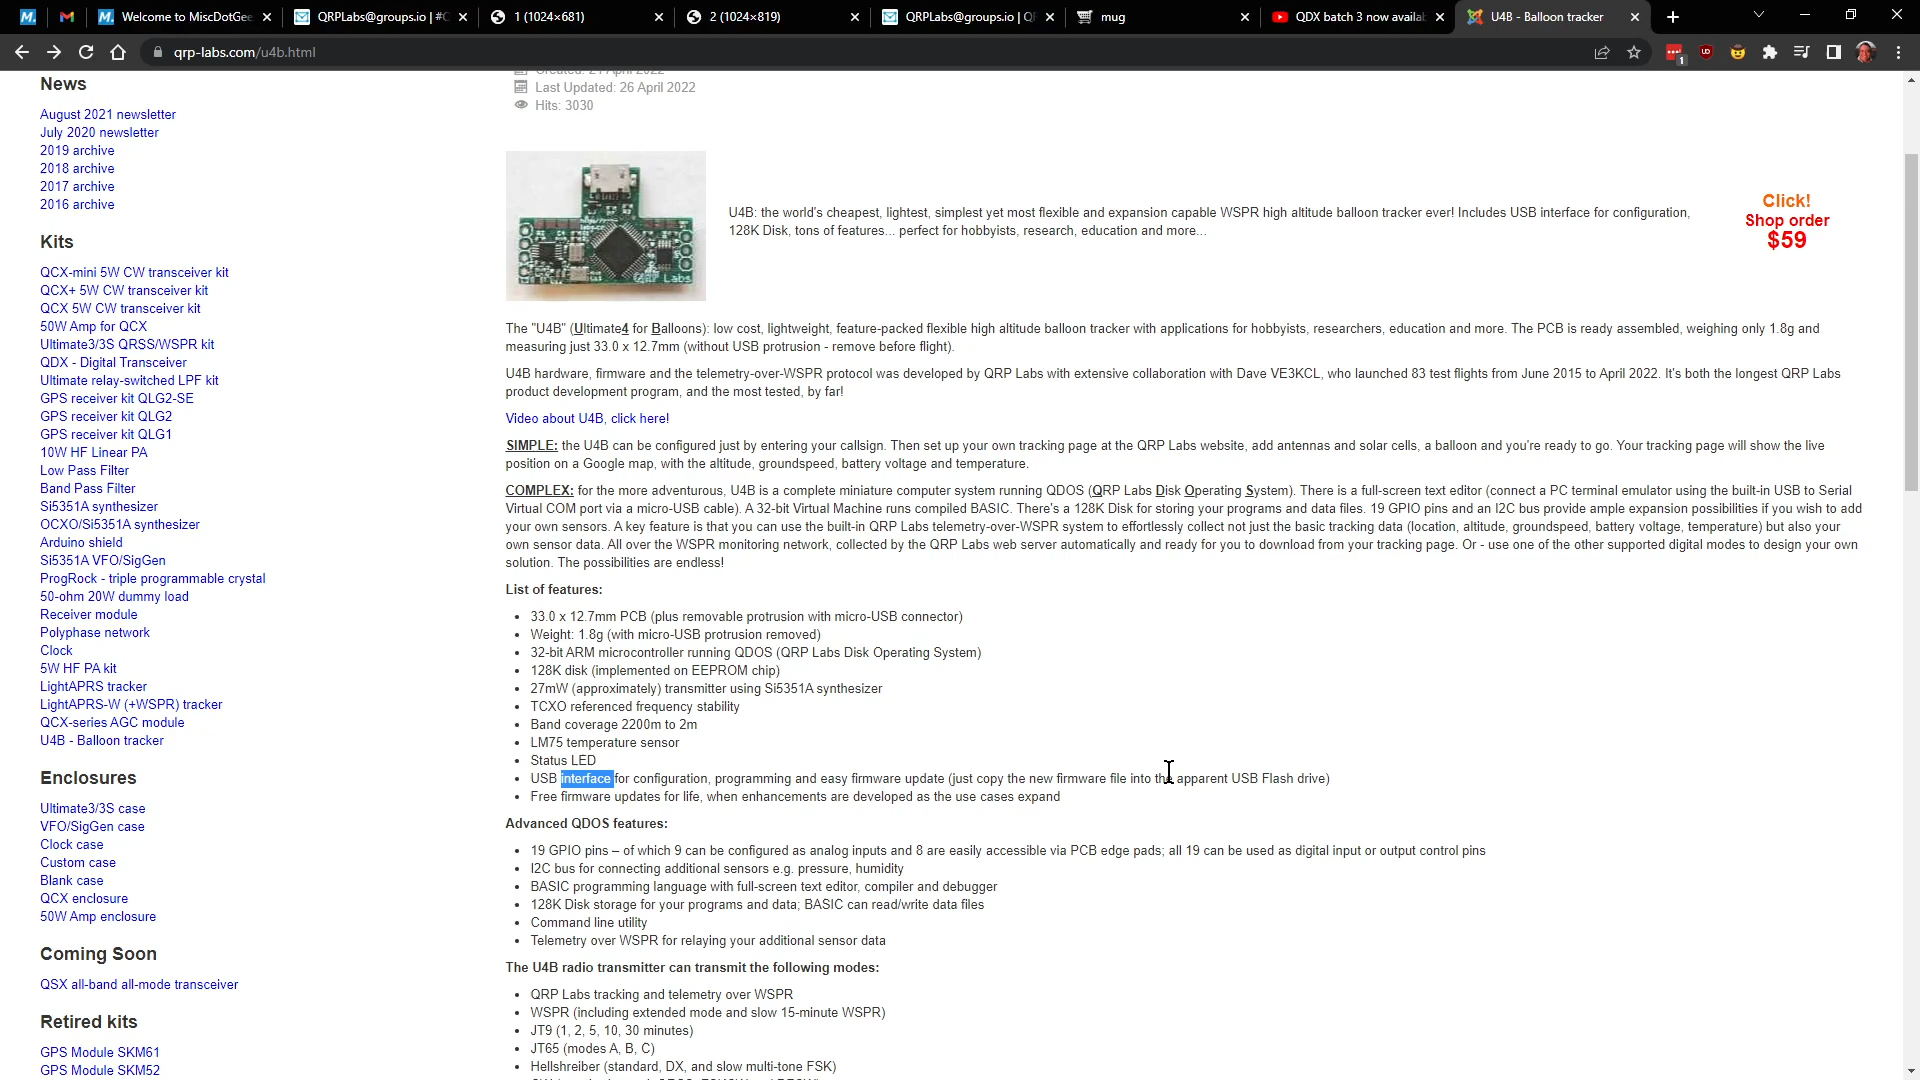 Welcome to MiscDotGee
QRPLabs@groups.io | #C
1 (1024×681)
2 (1024×819)
QRPLabs@groups.io | QF
mug
QDX batch 3 now availa
U4B - Balloon tracker
qrp-labs.com/u4b.html
1
News
August 2021 newsletter
July 2020 newsletter
2019 archive
2018 archive
2017 archive
2016 archive
Kits
QCX-mini 5W CW transceiver kit
QCX+ 5W CW transceiver kit
QCX 5W CW transceiver kit
50W Amp for QCX
Ultimate3/3S QRSS/WSPR kit
QDX - Digital Transceiver
Ultimate relay-switched LPF kit
GPS receiver kit QLG2-SE
GPS receiver kit QLG2
GPS receiver kit QLG1
10W HF Linear PA
Low Pass Filter
Band Pass Filter
Si5351A synthesizer
OCXO/Si5351A synthesizer
Arduino shield
Si5351A VFO/SigGen
ProgRock - triple programmable crystal
50-ohm 20W dummy load
Receiver module
Polyphase network
Clock
5W HF PA kit
LightAPRS tracker
LightAPRS-W (+WSPR) tracker
QCX-series AGC module
U4B - Balloon tracker
Enclosures
Ultimate3/3S case
VFO/SigGen case
Clock case
Custom case
Blank case
QCX enclosure
50W Amp enclosure
Coming Soon
QSX all-band all-mode transceiver
Retired kits
GPS Module SKM61
GPS Module SKM52
Created: 21 April 2022
Last Updated: 26 April 2022
Hits: 3030
QRP Labs
U4B: the world's cheapest, lightest, simplest yet most flexible and expansion capable WSPR high altitude balloon tracker ever! Includes USB interface for configuration,
128K Disk, tons of features... perfect for hobbyists, research, education and more...
Click!
Shop order
$59
The "U4B" (Ultimate4 for Balloons): low cost, lightweight, feature-packed flexible high altitude balloon tracker with applications for hobbyists, researchers, education and more. The PCB is ready assembled, weighing only 1.8g and
measuring just 33.0 x 12.7mm (without USB protrusion - remove before flight).
U4B hardware, firmware and the telemetry-over-WSPR protocol was developed by QRP Labs with extensive collaboration with Dave VE3KCL, who launched 83 test flights from June 2015 to April 2022. It's both the longest QRP Labs
product development program, and the most tested, by far!
Video about U4B, click here!
SIMPLE: the U4B can be configured just by entering your callsign. Then set up your own tracking page at the QRP Labs website, add antennas and solar cells, a balloon and you're ready to go. Your tracking page will show the live
position on a Google map, with the altitude, groundspeed, battery voltage and temperature.
COMPLEX: for the more adventurous, U4B is a complete miniature computer system running QDOS (QRP Labs Disk Operating System). There is a full-screen text editor (connect a PC terminal emulator using the built-in USB to Serial
Virtual COM port via a micro-USB cable). A 32-bit Virtual Machine runs compiled BASIC. There's a 128K Disk for storing your programs and data files. 19 GPIO pins and an I2C bus provide ample expansion possibilities if you wish to add
your own sensors. A key feature is that you can use the built-in QRP Labs telemetry-over-WSPR system to effortlessly collect not just the basic tracking data (location, altitude, groundspeed, battery voltage, temperature) but also your
own sensor data. All over the WSPR monitoring network, collected by the QRP Labs web server automatically and ready for you to download from your tracking page. Or - use one of the other supported digital modes to design your own
solution. The possibilities are endless!
List of features:
33.0 x 12.7mm PCB (plus removable protrusion with micro-USB connector)
Weight: 1.8g (with micro-USB protrusion removed)
32-bit ARM microcontroller running QDOS (QRP Labs Disk Operating System)
128K disk (implemented on EEPROM chip)
27mW (approximately) transmitter using Si5351A synthesizer
TCXO referenced frequency stability
Band coverage 2200m to 2m
LM75 temperature sensor
Status LED
USB interface for configuration, programming and easy firmware update (just copy the new firmware file into the apparent USB Flash drive)
Free firmware updates for life, when enhancements are developed as the use cases expand
Advanced QDOS features:
19 GPIO pins – of which 9 can be configured as analog inputs and 8 are easily accessible via PCB edge pads; all 19 can be used as digital input or output control pins
I2C bus for connecting additional sensors e.g. pressure, humidity
BASIC programming language with full-screen text editor, compiler and debugger
128K Disk storage for your programs and data; BASIC can read/write data files
Command line utility
Telemetry over WSPR for relaying your additional sensor data
The U4B radio transmitter can transmit the following modes:
QRP Labs tracking and telemetry over WSPR
WSPR (including extended mode and slow 15-minute WSPR)
JT9 (1, 2, 5, 10, 30 minutes)
JT65 (modes A, B, C)
Hellshreiber (standard, DX, and slow multi-tone FSK)